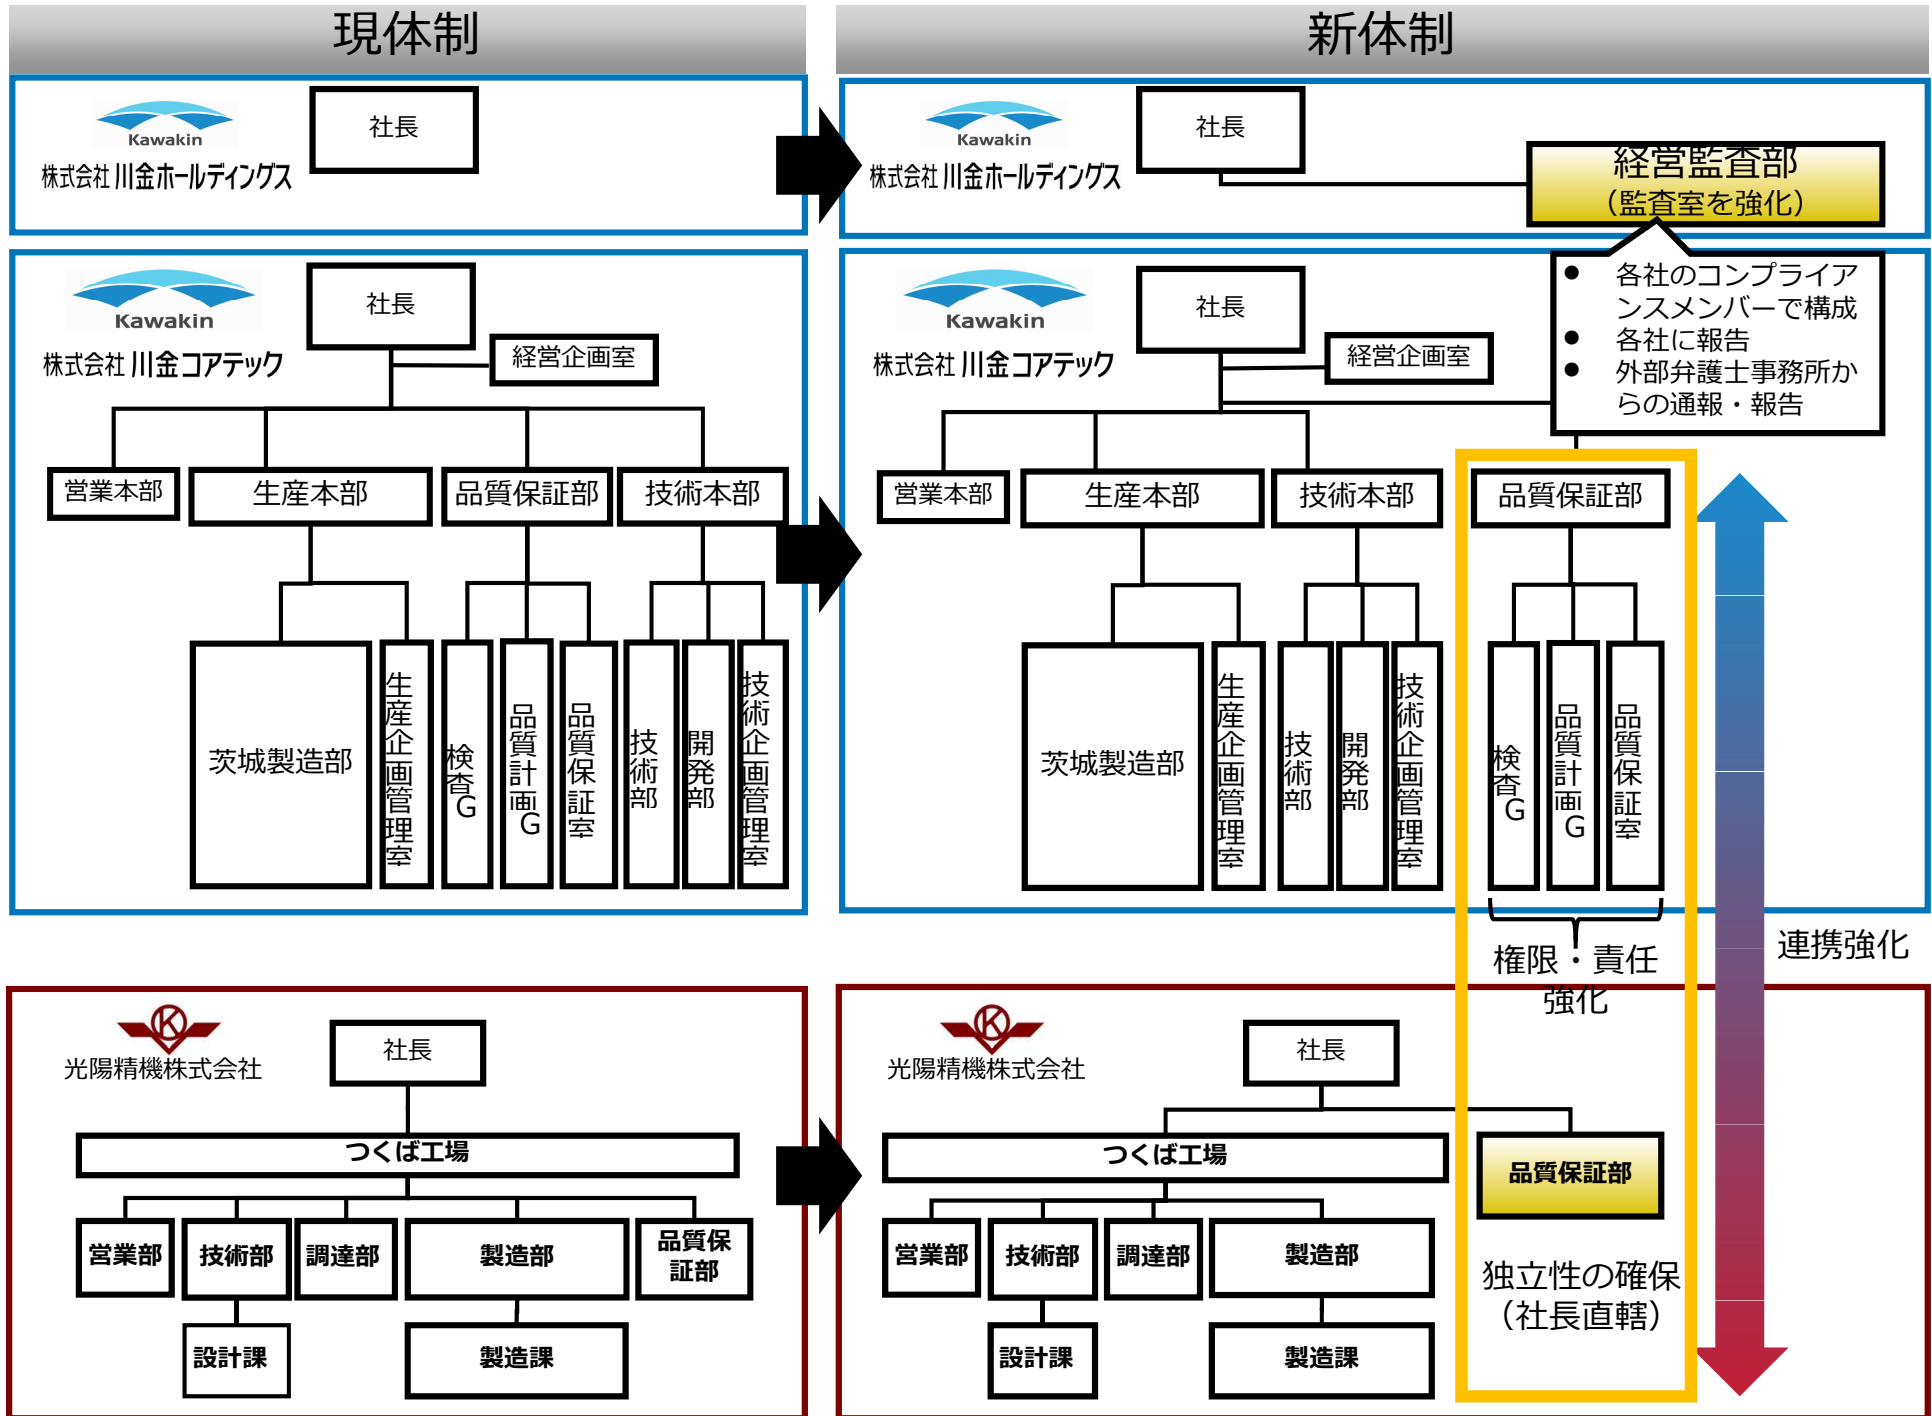 現体制
新体制
Kawakin
株式会社 川金ホールディングス
社長
Kawakin
株式会社 川金ホールディングス
社長
経営監査部
（監査室を強化）
Kawakin
株式会社 川金コアテック
社長
経営企画室
営業本部
生産本部
品質保証部
技術本部
茨城製造部
生産企画管理室
検査G
品質計画G
品質保証室
技術部
開発部
技術企画管理室
Kawakin
株式会社 川金コアテック
社長
経営企画室
● 各社のコンプライア
ンスメンバーで構成
● 各社に報告
● 外部弁護士事務所か
らの通報・報告
営業本部
生産本部
技術本部
品質保証部
茨城製造部
生産企画管理室
技術部
開発部
技術企画管理室
検査G
品質計画G
品質保証室
権限・責任
強化
連携強化
K
光陽精機株式会社
社長
つくば工場
営業部
技術部
調達部
製造部
品質保
証部
設計課
製造課
K
光陽精機株式会社
社長
つくば工場
品質保証部
営業部
技術部
調達部
製造部
設計課
製造課
独立性の確保
（社長直轄）